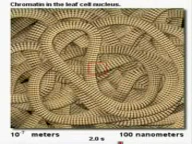 Chromatin in the leaf cell nucleus.
10⁻⁷ meters
100 nanometers
2.0 s